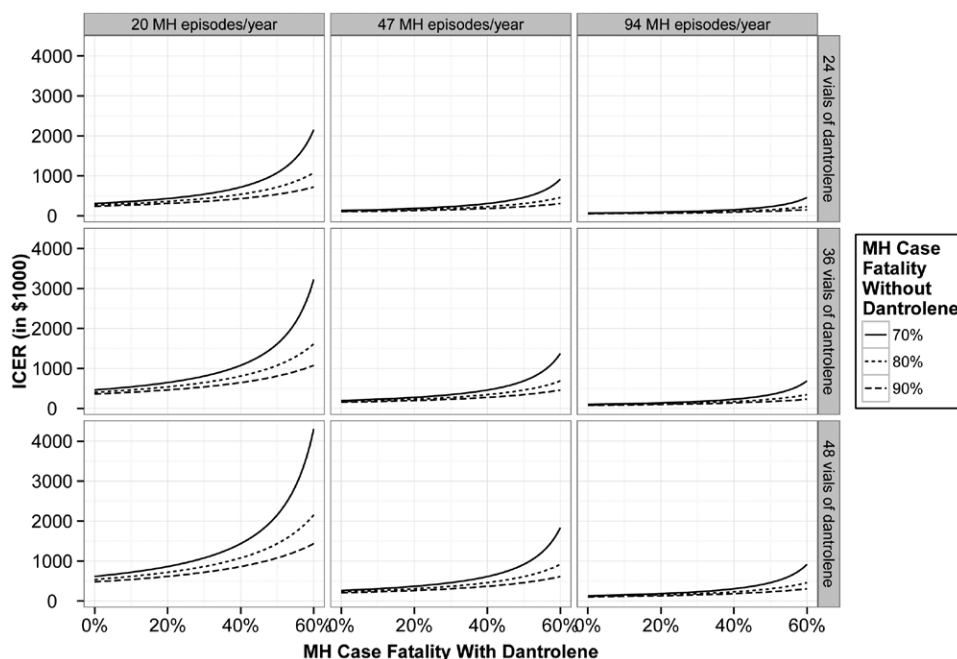 20 MH episodes/year
47 MH episodes/year
94 MH episodes/year
4000
3000
2000
1000
0
24 vials of dantrolene
4000
3000
2000
1000
0
36 vials of dantrolene
4000
3000
2000
1000
0
48 vials of dantrolene
ICER (in $1000)
0%
20%
40%
60%
0%
20%
40%
60%
0%
20%
40%
60%
MH Case Fatality With Dantrolene
MH Case
Fatality
Without
Dantrolene
70%
80%
90%